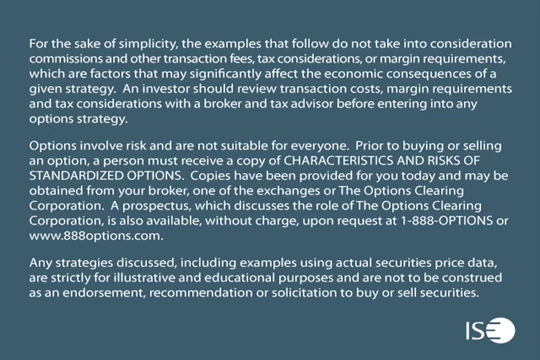 For the sake of simplicity, the examples that follow do not take into consideration
commissions and other transaction fees, tax considerations, or margin requirements,
which are factors that may significantly affect the economic consequences of a
given strategy.  An investor should review transaction costs, margin requirements
and tax considerations with a broker and tax advisor before entering into any
options strategy.
Options involve risk and are not suitable for everyone.  Prior to buying or selling
an option, a person must receive a copy of CHARACTERISTICS AND RISKS OF
STANDARDIZED OPTIONS.  Copies have been provided for you today and may be
obtained from your broker, one of the exchanges or The Options Clearing
Corporation.  A prospectus, which discusses the role of The Options Clearing
Corporation, is also available, without charge, upon request at 1-888-OPTIONS or
www.888options.com.
Any strategies discussed, including examples using actual securities price data,
are strictly for illustrative and educational purposes and are not to be construed
as an endorsement, recommendation or solicitation to buy or sell securities.
ISE